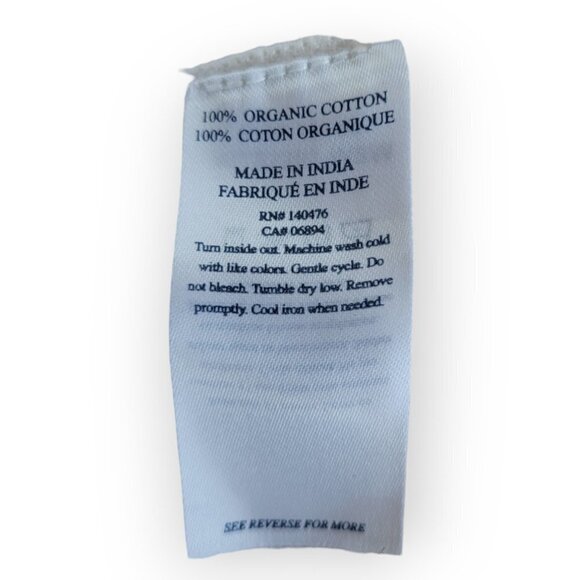 100% ORGANIC COTTON
100% COTON ORGANIQUE
MADE IN INDIA
FABRIQUÉ EN INDE
RN# 140476
CA# 06894
Turn inside out. Machine wash cold
with like colors. Gentle cycle. Do
not bleach. Tumble dry low. Remove
promptly. Cool iron when needed.
SEE REVERSE FOR MORE